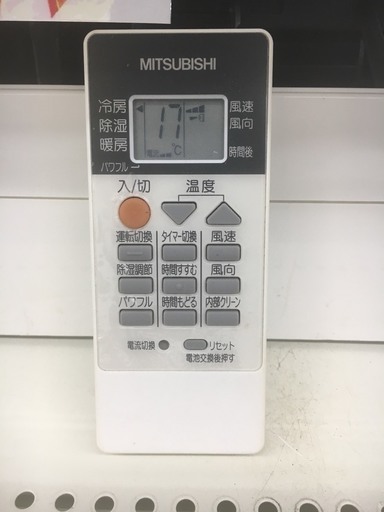 MITSUBISHI
冷房 風速
除湿 17 ℃ 風向
暖房 時間後
パワフル
入/切 温度
運転切換 タイマー切換 風速
除湿調節 時間すすむ 風向
パワフル 時間もどる 内部クリーン
電流切換 リセット
電池交換後押す